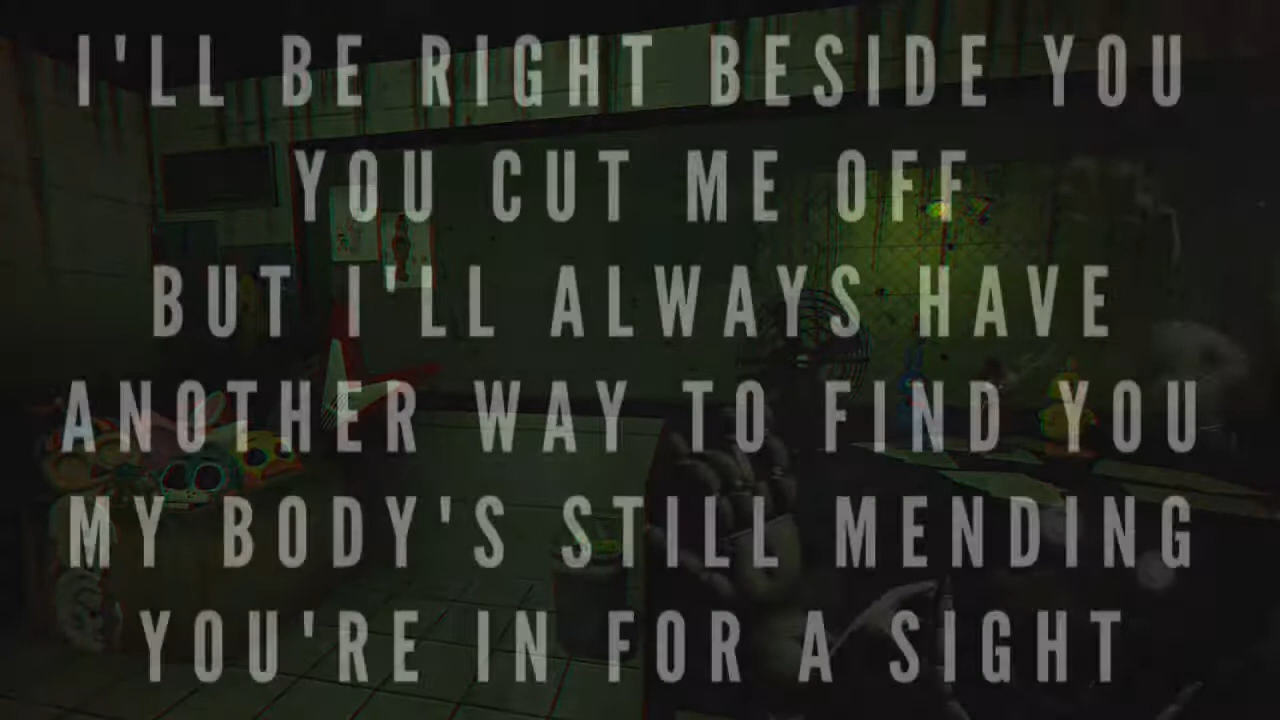 I'LL BE RIGHT BESIDE YOU
YOU CUT ME OFF
BUT I'LL ALWAYS HAVE
ANOTHER WAY TO FIND YOU
MY BODY'S STILL MENDING
YOU'RE IN FOR A SIGHT